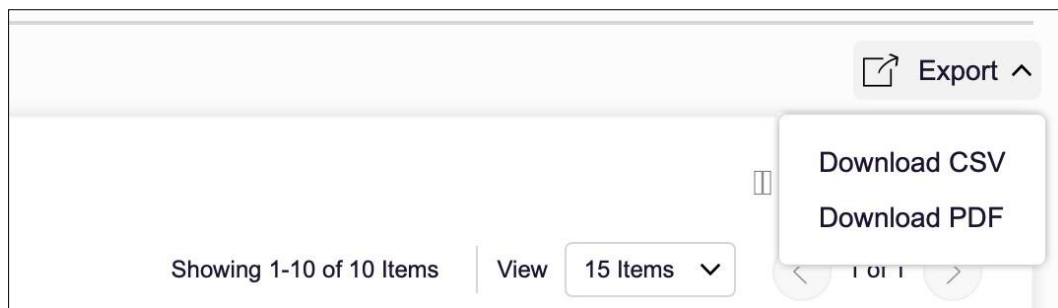 Export
Download CSV
Download PDF
Showing 1-10 of 10 Items View 15 Items 1 of 1